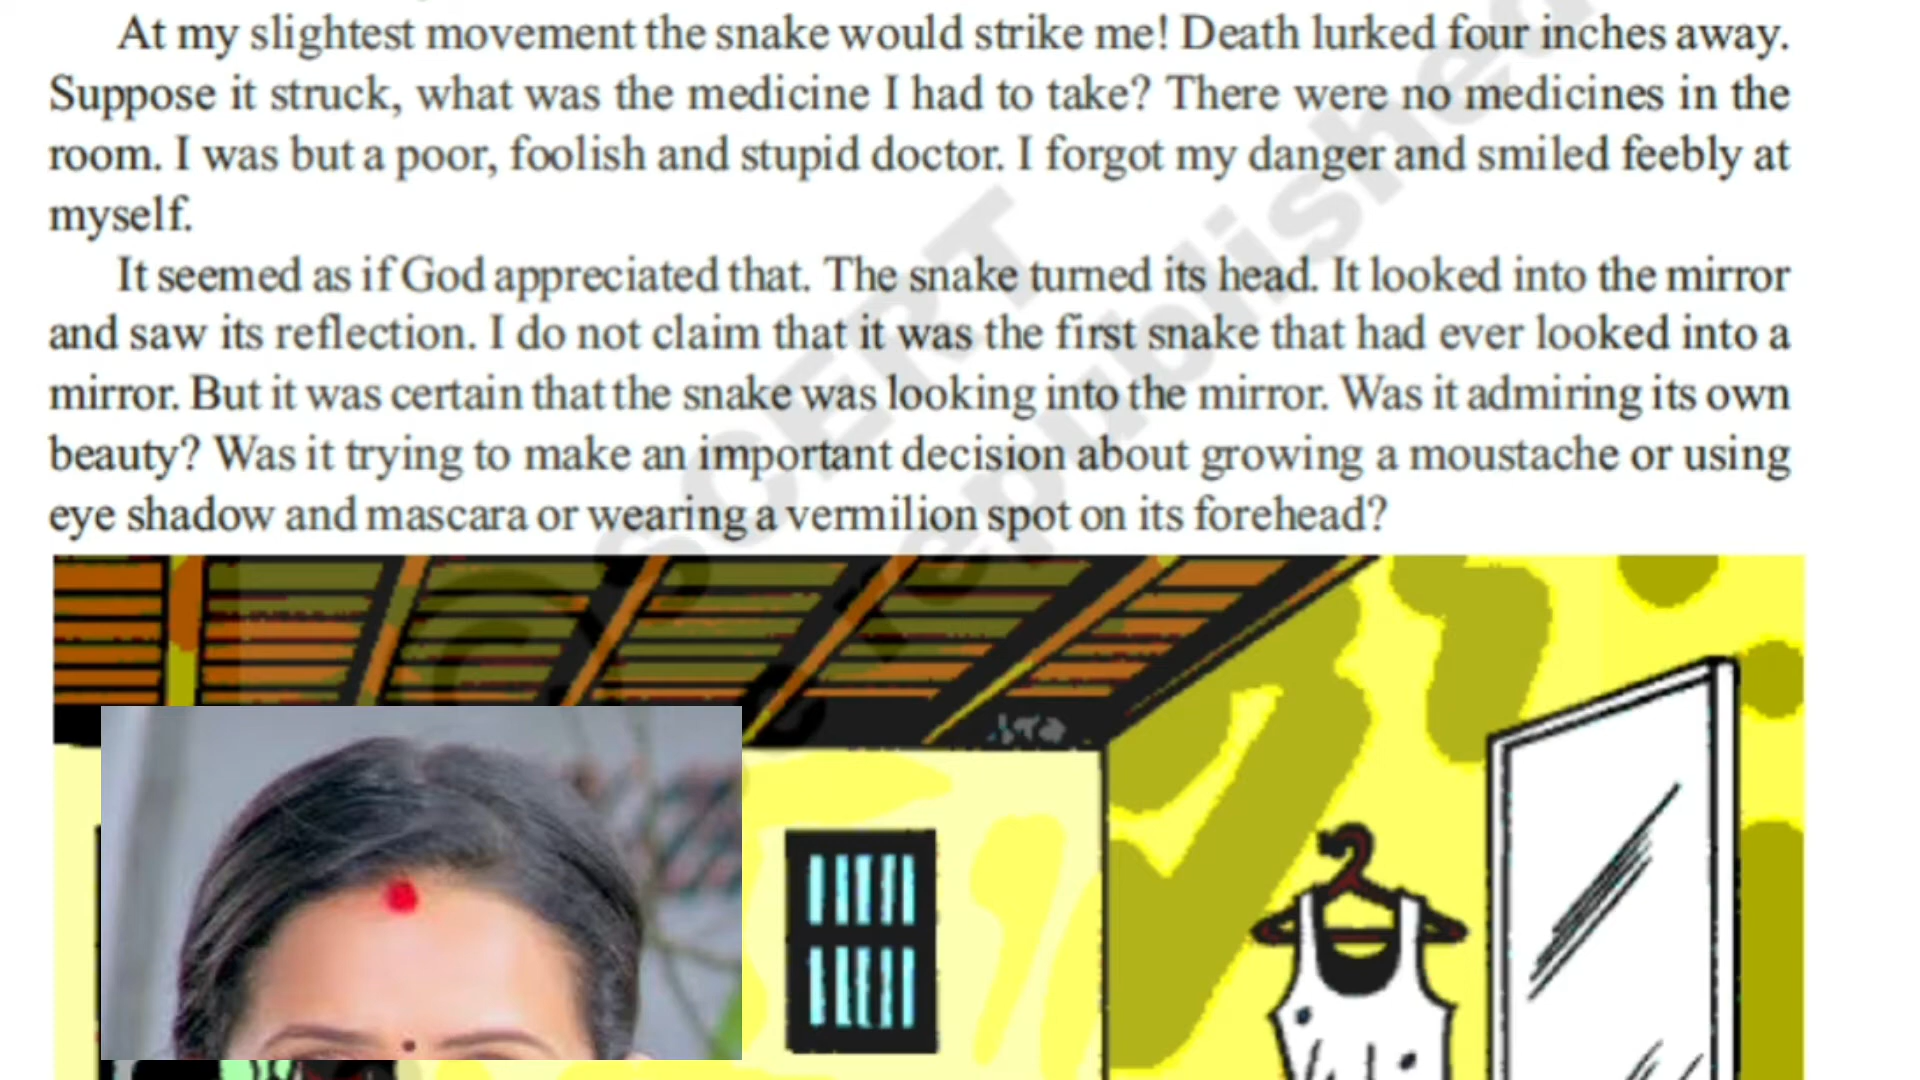 At my slightest movement the snake would strike me! Death lurked four inches away.
Suppose it struck, what was the medicine I had to take? There were no medicines in the
room. I was but a poor, foolish and stupid doctor. I forgot my danger and smiled feebly at
myself.
It seemed as if God appreciated that. The snake turned its head. It looked into the mirror
and saw its reflection. I do not claim that it was the first snake that had ever looked into a
mirror. But it was certain that the snake was looking into the mirror. Was it admiring its own
beauty? Was it trying to make an important decision about growing a moustache or using
eye shadow and mascara or wearing a vermilion spot on its forehead?
©SCERT
republished